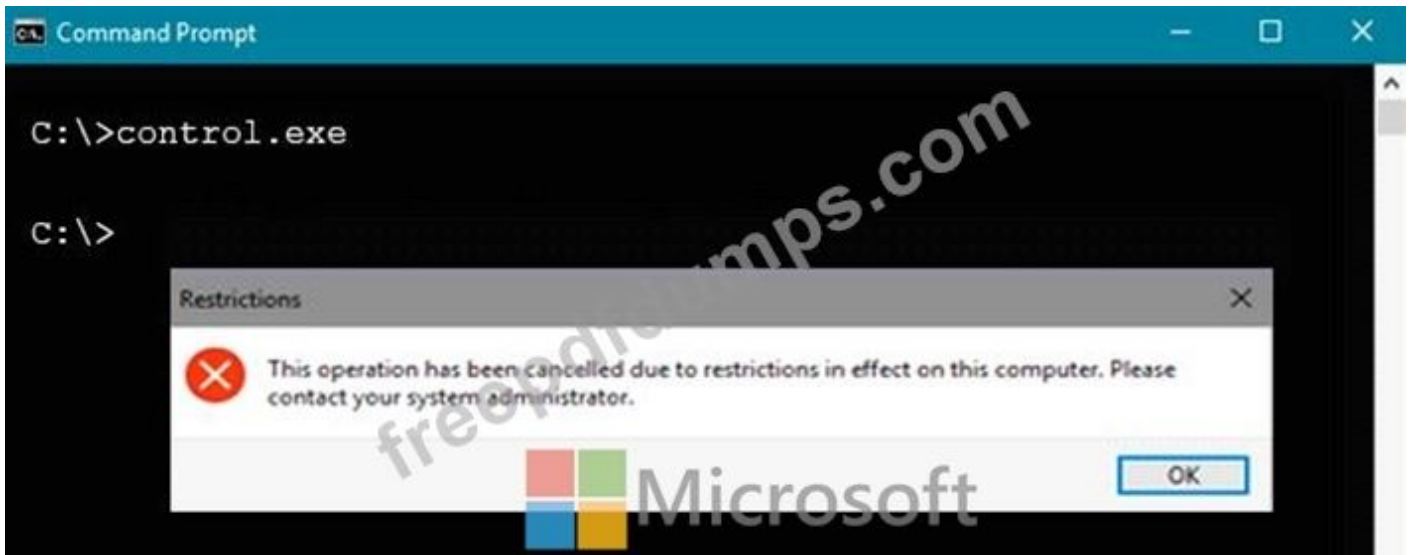 Command Prompt
C:\>control.exe
C:\>
Restrictions
This operation has been cancelled due to restrictions in effect on this computer. Please
contact your system administrator.
OK
freepdfdumps.com
Microsoft